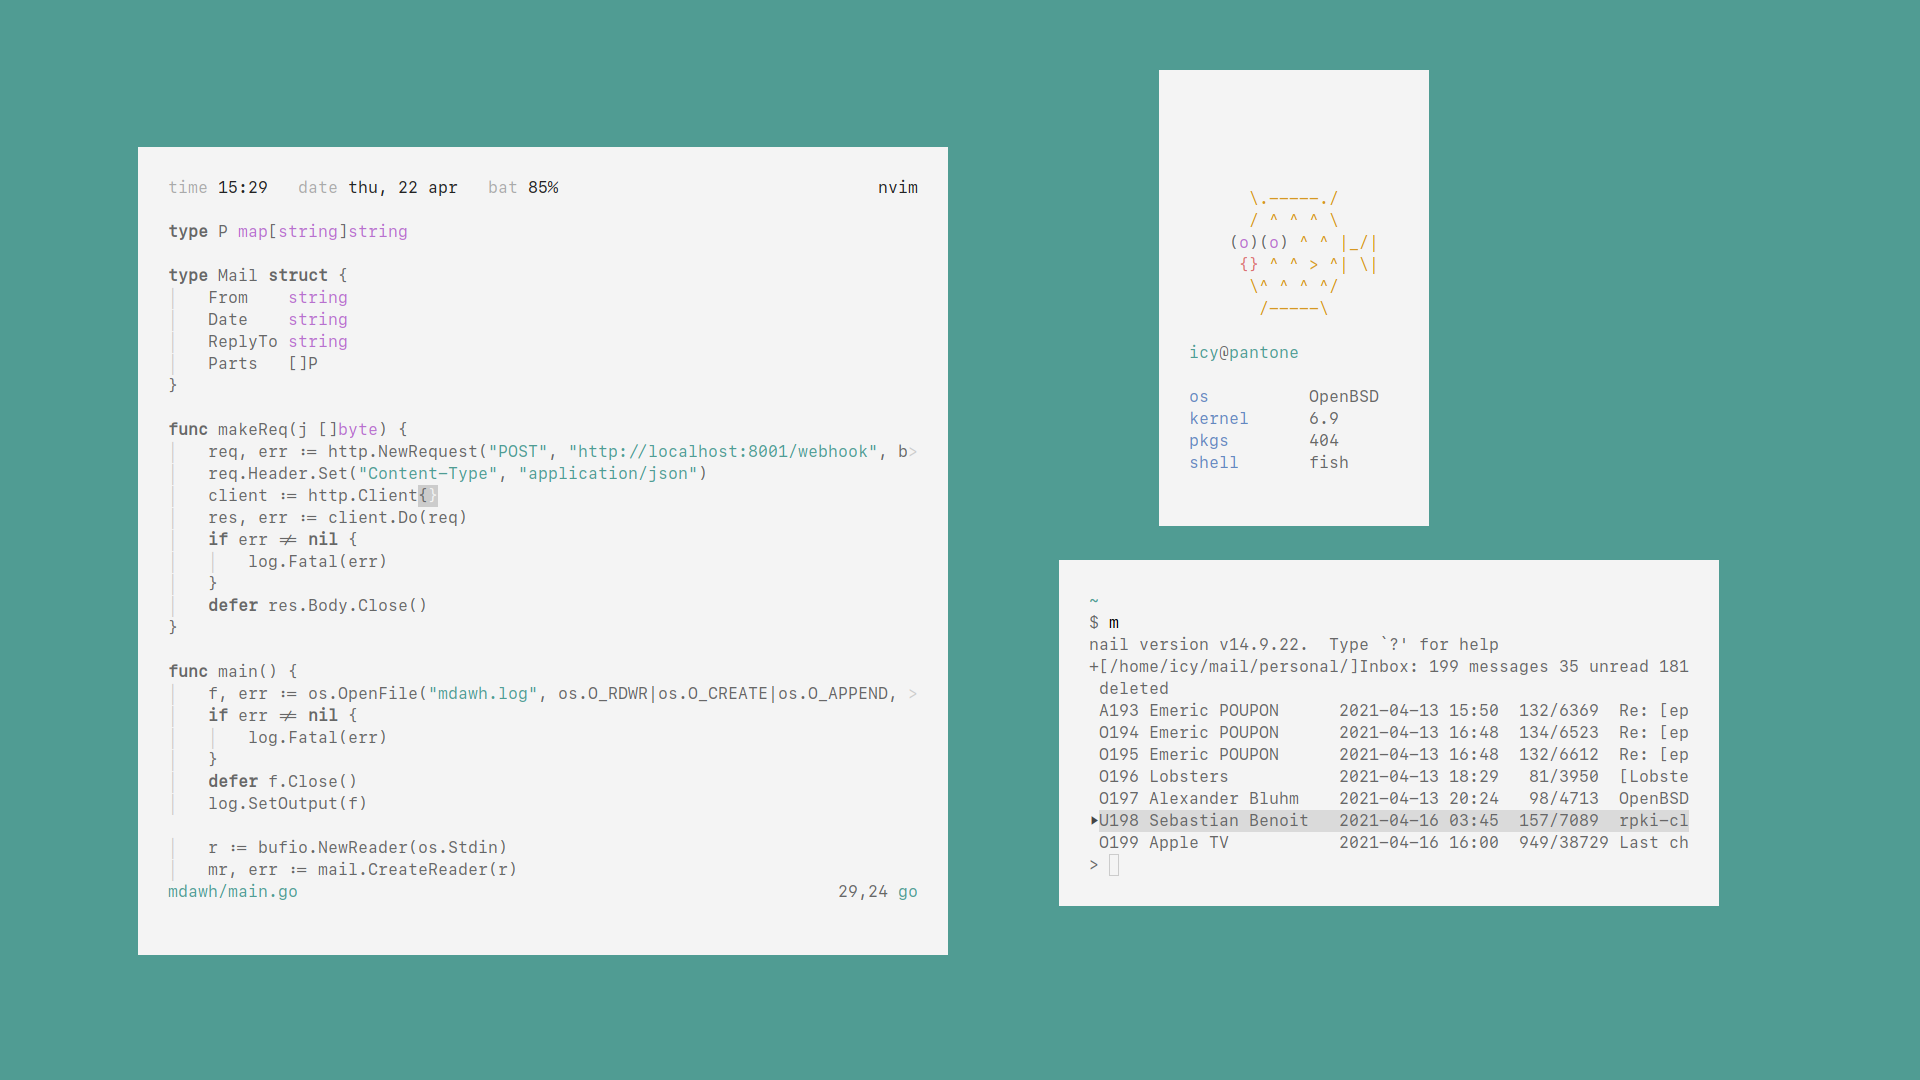 time 15:29   date thu, 22 apr   bat 85%   nvim
type P map[string]string
type Mail struct {
    From    string
    Date    string
    ReplyTo string
    Parts   []P
}
func makeReq(j []byte) {
    req, err := http.NewRequest("POST", "http://localhost:8001/webhook", b>
    req.Header.Set("Content-Type", "application/json")
    client := http.Client{}
    res, err := client.Do(req)
    if err != nil {
        log.Fatal(err)
    }
    defer res.Body.Close()
}
func main() {
    f, err := os.OpenFile("mdawh.log", os.O_RDWR|os.O_CREATE|os.O_APPEND, >
    if err != nil {
        log.Fatal(err)
    }
    defer f.Close()
    log.SetOutput(f)
    r := bufio.NewReader(os.Stdin)
    mr, err := mail.CreateReader(r)
mdawh/main.go   29,24 go
      \.-----./
      / ^ ^ ^ \
    (o)(o) ^ ^ |_/|
     {} ^ ^ > ^| \|
      \^ ^ ^ ^/
       /-----\
icy@pantone
os          OpenBSD
kernel      6.9
pkgs        404
shell       fish
~
$ m
nail version v14.9.22.  Type `?' for help
+[/home/icy/mail/personal/]Inbox: 199 messages 35 unread 181
 deleted
 A193 Emeric POUPON      2021-04-13 15:50  132/6369  Re: [ep
 O194 Emeric POUPON      2021-04-13 16:48  134/6523  Re: [ep
 O195 Emeric POUPON      2021-04-13 16:48  132/6612  Re: [ep
 O196 Lobsters           2021-04-13 18:29   81/3950  [Lobste
 O197 Alexander Bluhm    2021-04-13 20:24   98/4713  OpenBSD
▸U198 Sebastian Benoit   2021-04-16 03:45  157/7089  rpki-cl
 O199 Apple TV           2021-04-16 16:00  949/38729 Last ch
>